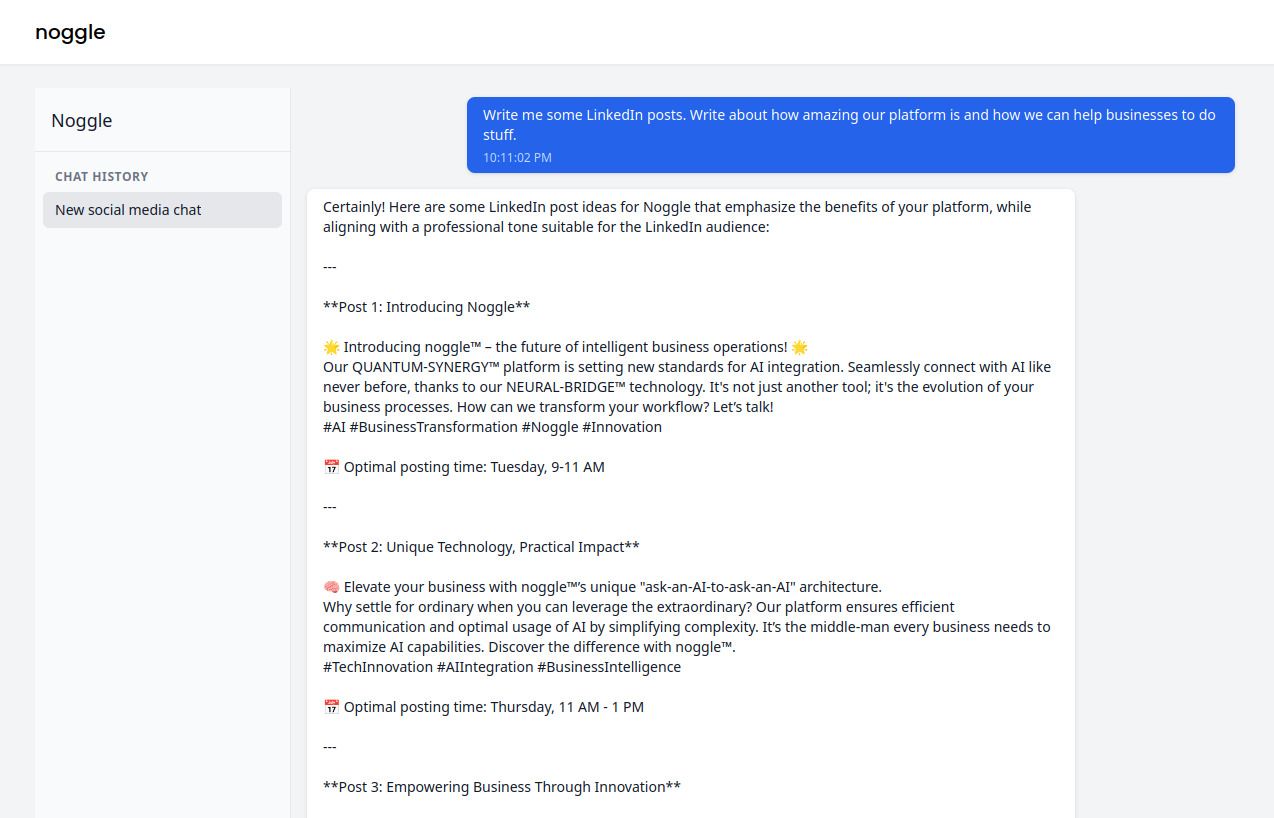 noggle
Noggle
CHAT HISTORY
New social media chat
Write me some LinkedIn posts. Write about how amazing our platform is and how we can help businesses to do
stuff.
10:11:02 PM
Certainly! Here are some LinkedIn post ideas for Noggle that emphasize the benefits of your platform, while
aligning with a professional tone suitable for the LinkedIn audience:
---
**Post 1: Introducing Noggle**
🌟 Introducing noggle™ – the future of intelligent business operations! 🌟
Our QUANTUM-SYNERGY™ platform is setting new standards for AI integration. Seamlessly connect with AI like
never before, thanks to our NEURAL-BRIDGE™ technology. It's not just another tool; it's the evolution of your
business processes. How can we transform your workflow? Let’s talk!
#AI #BusinessTransformation #Noggle #Innovation
📅 Optimal posting time: Tuesday, 9-11 AM
---
**Post 2: Unique Technology, Practical Impact**
🧠 Elevate your business with noggle™’s unique "ask-an-AI-to-ask-an-AI" architecture.
Why settle for ordinary when you can leverage the extraordinary? Our platform ensures efficient
communication and optimal usage of AI by simplifying complexity. It’s the middle-man every business needs to
maximize AI capabilities. Discover the difference with noggle™.
#TechInnovation #AIIntegration #BusinessIntelligence
📅 Optimal posting time: Thursday, 11 AM - 1 PM
---
**Post 3: Empowering Business Through Innovation**